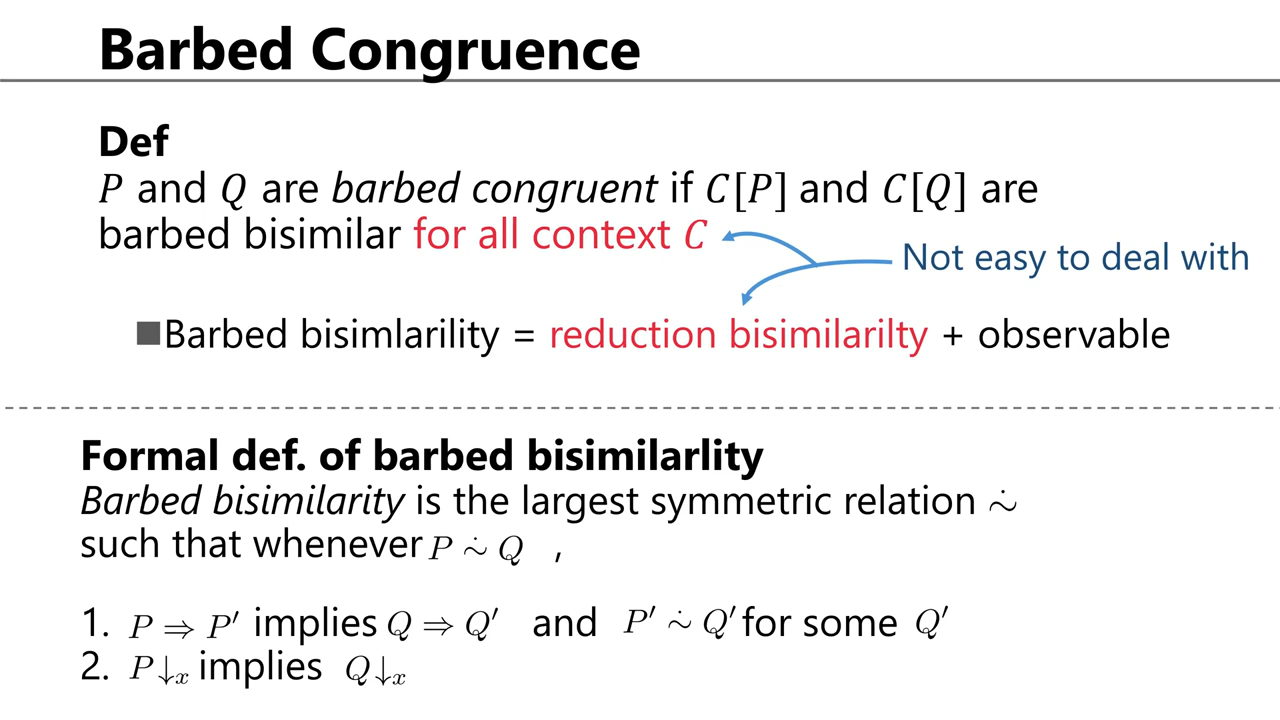 Barbed Congruence
Def
P and Q are barbed congruent if C[P] and C[Q] are
barbed bisimilar for all context C
Not easy to deal with
■Barbed bisimlarility = reduction bisimilarilty + observable
Formal def. of barbed bisimilarlity
Barbed bisimilarity is the largest symmetric relation ∼̇
such that whenever P ∼̇ Q ,
1. P ⇒ P′ implies Q ⇒ Q′ and P′ ∼̇ Q′ for some Q′
2. P↓ₓ implies Q↓ₓ